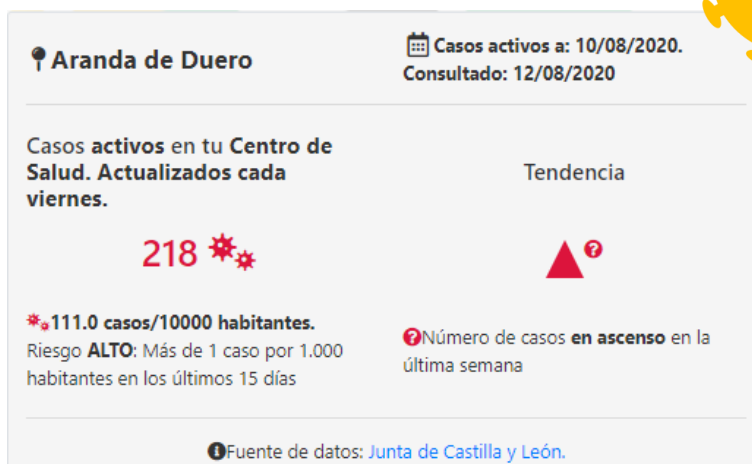 Aranda de Duero
Casos activos a: 10/08/2020.
Consultado: 12/08/2020
Casos activos en tu Centro de
Salud. Actualizados cada
viernes.
218
Tendencia
111.0 casos/10000 habitantes.
Riesgo ALTO: Más de 1 caso por 1.000
habitantes en los últimos 15 días
Número de casos en ascenso en la
última semana
Fuente de datos: Junta de Castilla y León.